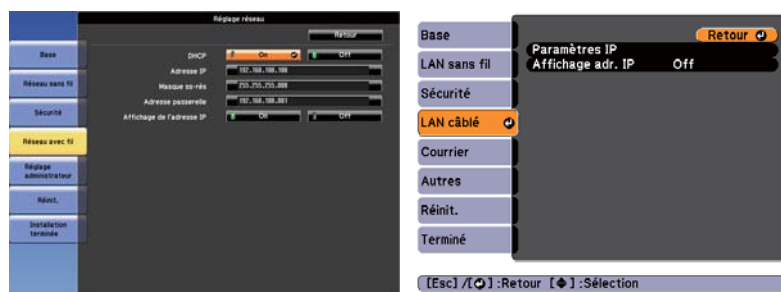 Réglage réseau
Retour
Base
Réseau sans fil
Sécurité
Réseau avec fil
Réglage administrateur
Réinit.
Installation terminée
DHCP On Off
Adresse IP 192.168.100.100
Masque ss-rés 255.255.255.000
Adresse passerelle 192.168.100.001
Affichage de l'adresse IP On Off
Base
LAN sans fil
Sécurité
LAN câblé
Courrier
Autres
Réinit.
Terminé
Retour
Paramètres IP
Affichage adr. IP Off
[Esc] /[ ] :Retour [ ] :Sélection